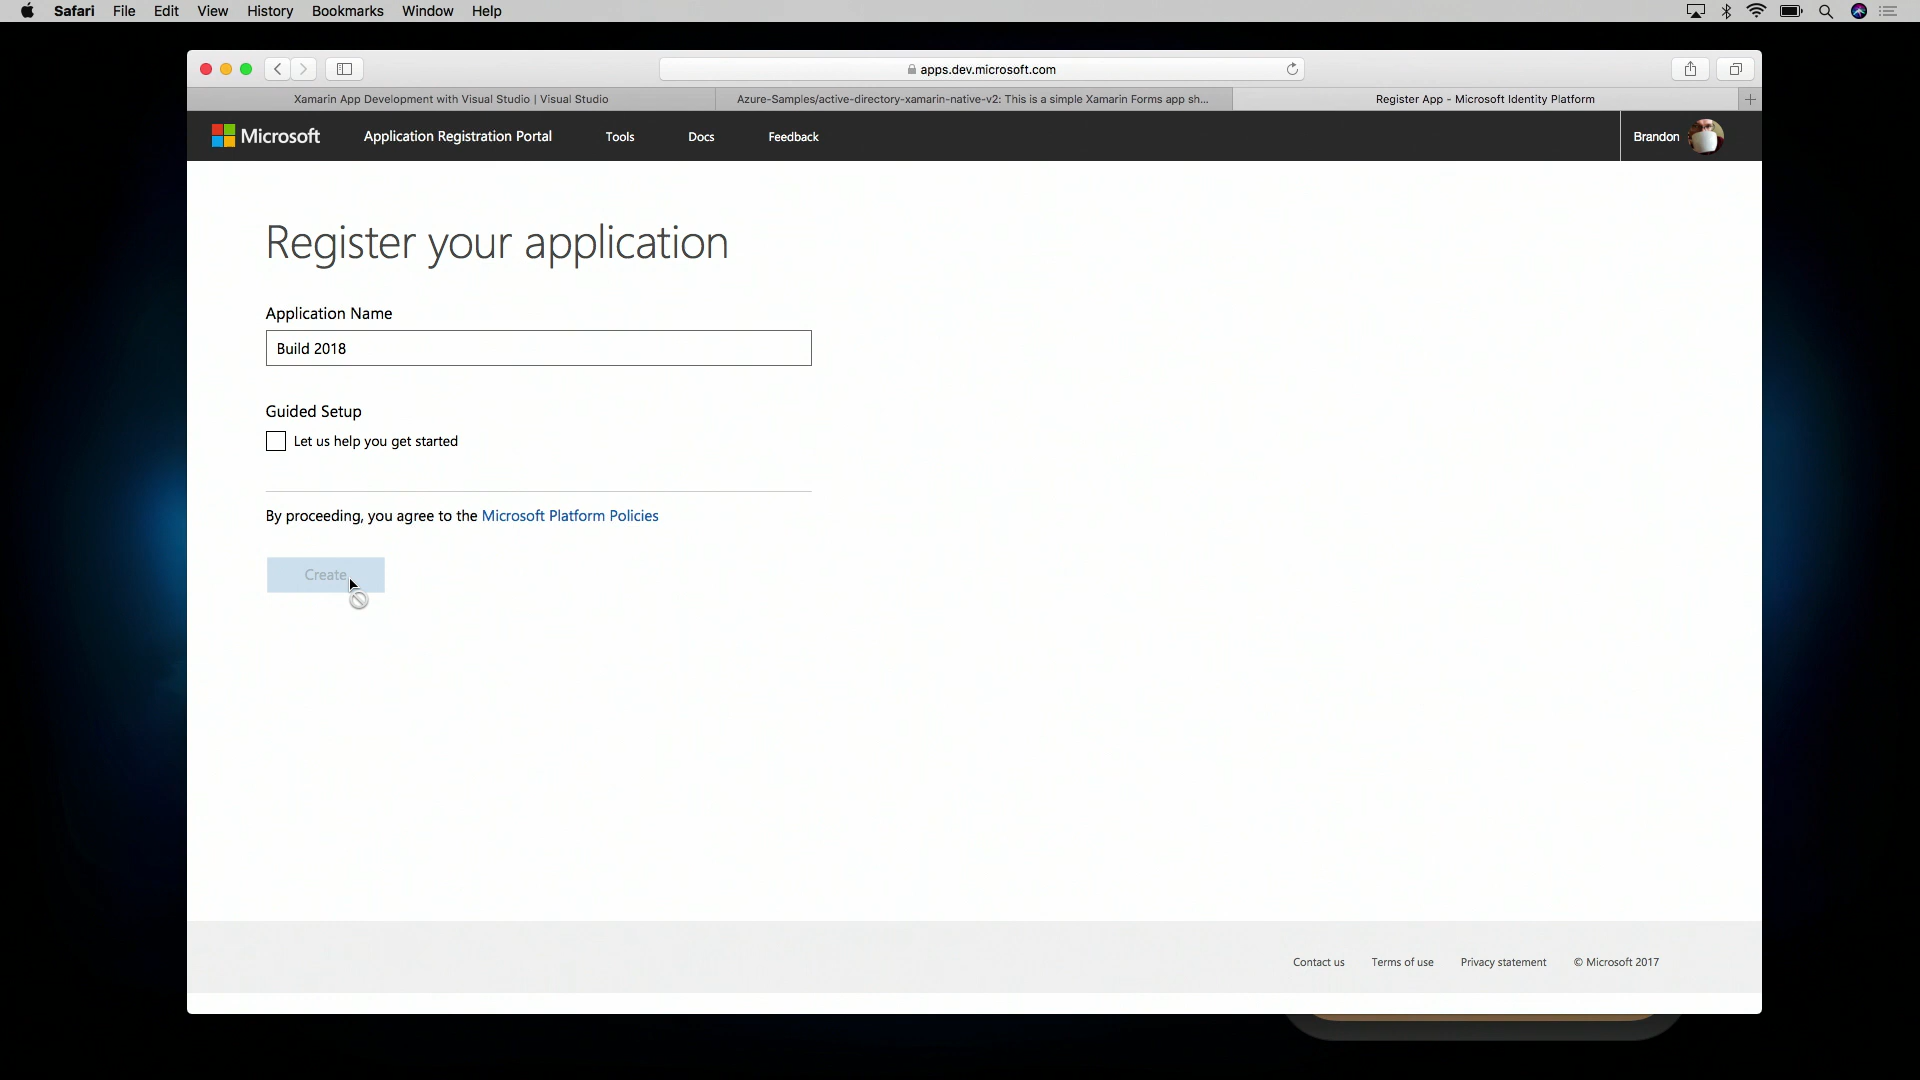 Safari File Edit View History Bookmarks Window Help
apps.dev.microsoft.com
Xamarin App Development with Visual Studio | Visual Studio
Azure-Samples/active-directory-xamarin-native-v2: This is a simple Xamarin Forms app sh...
Register App - Microsoft Identity Platform
Microsoft Application Registration Portal Tools Docs Feedback Brandon
Register your application
Application Name
Build 2018
Guided Setup
Let us help you get started
By proceeding, you agree to the Microsoft Platform Policies
Create
Contact us Terms of use Privacy statement © Microsoft 2017